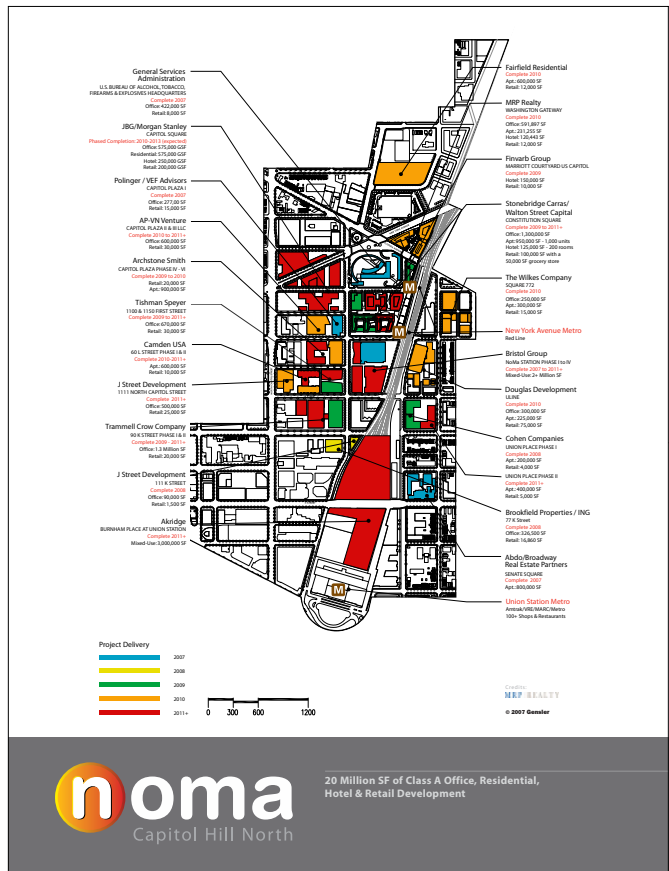 General Services
Administration
U.S. BUREAU OF ALCOHOL, TOBACCO,
FIREARMS & EXPLOSIVES HEADQUARTERS
Complete 2007
Office: 422,000 SF
Retail: 8,000 SF
JBG/Morgan Stanley
CAPITOL SQUARE
Phased Completion: 2010-2013 (expected)
Office: 575,000 GSF
Residential: 575,000 GSF
Hotel: 250,000 GSF
Retail: 200,000 GSF
Polinger / VEF Advisors
CAPITOL PLAZA I
Complete 2007
Office: 277,00 SF
Retail: 15,000 SF
AP-VN Venture
CAPITOL PLAZA II & III LLC
Complete 2010 to 2011+
Office: 600,000 SF
Retail: 30,000 SF
Archstone Smith
CAPITOL PLAZA PHASE IV - VI
Complete 2009 to 2010
Retail: 20,000 SF
Apt.: 900,000 SF
Tishman Speyer
1100 & 1150 FIRST STREET
Complete 2009 to 2011+
Office: 670,000 SF
Retail: 30,000 SF
Camden USA
60 L STREET PHASE I & II
Complete 2010-2011+
Apt.: 600,000 SF
Retail: 10,000 SF
J Street Development
1111 NORTH CAPITOL STREET
Complete 2011+
Office: 500,000 SF
Retail: 25,000 SF
Trammell Crow Company
90 K STREET PHASE I & II
Complete 2009 - 2011+
Office: 1.3 Million SF
Retail: 20,000 SF
J Street Development
111 K STREET
Complete 2008
Office: 90,000 SF
Retail: 1,500 SF
Akridge
BURNHAM PLACE AT UNION STATION
Complete 2011+
Mixed-Use: 3,000,000 SF
Fairfield Residential
Complete 2010
Apt.: 600,000 SF
Retail: 12,000 SF
MRP Realty
WASHINGTON GATEWAY
Complete 2010
Office: 591,897 SF
Apt.: 231,255 SF
Hotel: 120,443 SF
Retail: 12,000 SF
Finvarb Group
MARRIOTT COURTYARD US CAPITOL
Complete 2009
Hotel: 150,000 SF
Retail: 10,000 SF
Stonebridge Carras/
Walton Street Capital
CONSTITUTION SQUARE
Complete 2009 to 2011+
Office: 1,300,000 SF
Apt:950,000 SF - 1,000 units
Hotel: 125,000 SF - 200 rooms
Retail: 100,000 SF with a
50,000 SF grocery store
The Wilkes Company
SQUARE 772
Complete 2010
Office: 250,000 SF
Apt.: 300,000 SF
Retail: 15,000 SF
New York Avenue Metro
Red Line
Bristol Group
NoMa STATION PHASE I to IV
Complete 2007 to 2011+
Mixed-Use: 2+ Million SF
Douglas Development
ULINE
Complete 2010
Office: 300,000 SF
Apt.: 225,000 SF
Retail: 75,000 SF
Cohen Companies
UNION PLACE PHASE I
Complete 2008
Apt.: 200,000 SF
Retail: 4,000 SF
UNION PLACE PHASE II
Complete 2011+
Apt.: 400,000 SF
Retail: 5,000 SF
Brookfield Properties / ING
77 K Street
Complete 2008
Office: 326,500 SF
Retail: 16,860 SF
Abdo/Broadway
Real Estate Partners
SENATE SQUARE
Complete 2007
Apt.: 800,000 SF
Union Station Metro
Amtrak/VRE/MARC/Metro
100+ Shops & Restaurants
M
M
M
Project Delivery
2007
2008
2009
2010
2011+
0 300 600 1200
Credits:
MRP REALTY
© 2007 Gensler
noma
Capitol Hill North
20 Million SF of Class A Office, Residential,
Hotel & Retail Development